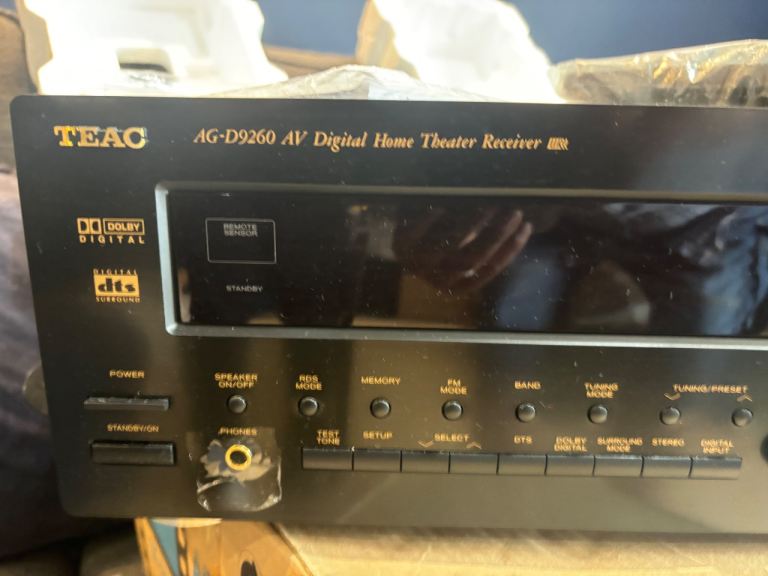 TEAC
AG-D9260 AV Digital Home Theater Receiver
DOLBY
DIGITAL
DIGITAL
dts
SURROUND
REMOTE
SENSOR
STANDBY
POWER
SPEAKER
ON/OFF
RDS
MODE
MEMORY
FM
MODE
BAND
TUNING
MODE
TUNING/PRESET
STANDBY/ON
PHONES
TEST
TONE
SETUP
SELECT
DTS
DOLBY
DIGITAL
SURROUND
MODE
STEREO
DIGITAL
INPUT